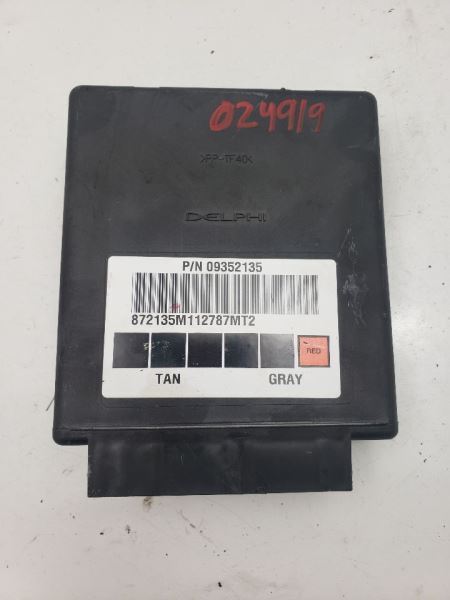 024919
>PP-TF40<
DELPHI
P/N 09352135
872135M112787MT2
RED
TAN GRAY